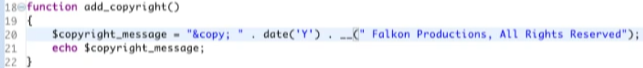 18 function add_copyright()
19 {
20 $copyright_message = "&copy; " . date('Y') . __(" Falkon Productions, All Rights Reserved");
21 echo $copyright_message;
22 }